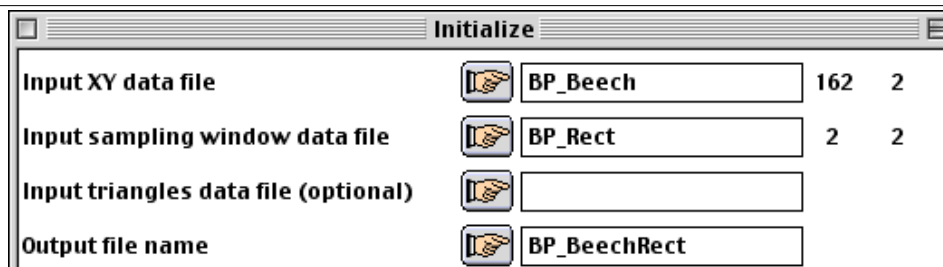 Initialize
Input XY data file BP_Beech 162 2
Input sampling window data file BP_Rect 2 2
Input triangles data file (optional)
Output file name BP_BeechRect